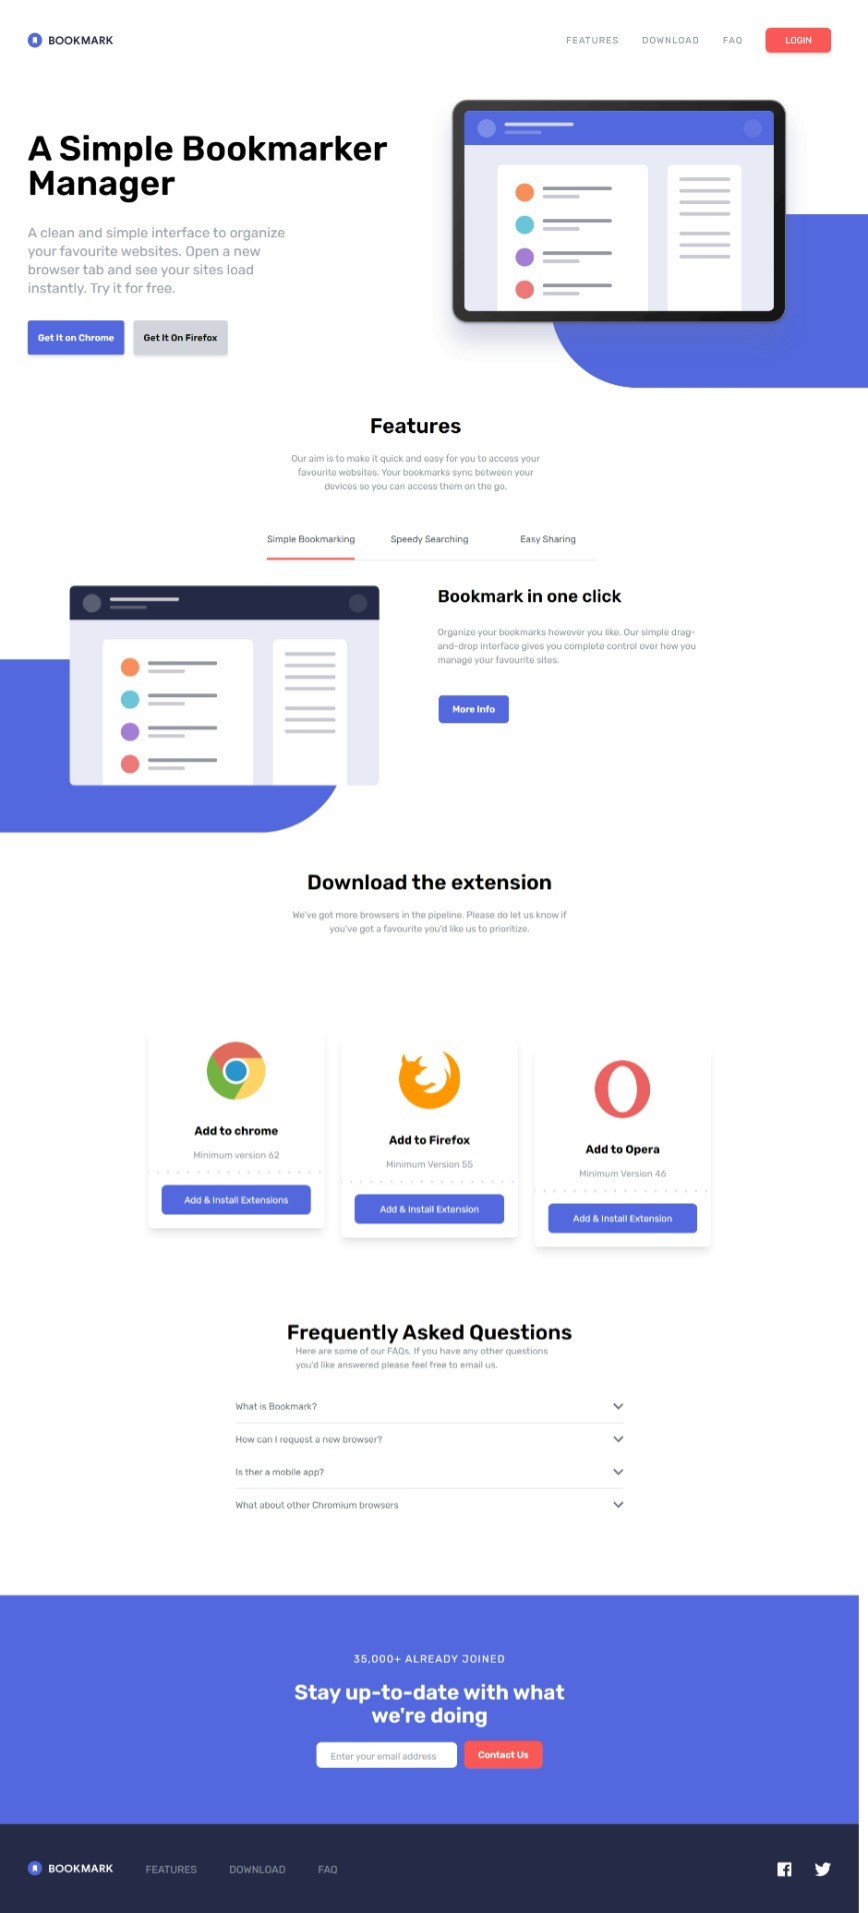 BOOKMARK
FEATURES
DOWNLOAD
FAQ
LOGIN
A Simple Bookmarker
Manager
A clean and simple interface to organize
your favourite websites. Open a new
browser tab and see your sites load
instantly. Try it for free.
Get It on Chrome
Get It On Firefox
Features
Our aim is to make it quick and easy for you to access your
favourite websites. Your bookmarks sync between your
devices so you can access them on the go.
Simple Bookmarking
Speedy Searching
Easy Sharing
Bookmark in one click
Organize your bookmarks however you like. Our simple drag-
and-drop interface gives you complete control over how you
manage your favourite sites.
More Info
Download the extension
We've got more browsers in the pipeline. Please do let us know if
you've got a favourite you'd like us to prioritize.
Add to chrome
Minimum version 62
Add & Install Extensions
Add to Firefox
Minimum Version 55
Add & Install Extension
Add to Opera
Minimum Version 46
Add & Install Extension
Frequently Asked Questions
Here are some of our FAQs. If you have any other questions
you'd like answered please feel free to email us.
What is Bookmark?
How can I request a new browser?
Is ther a mobile app?
What about other Chromium browsers
35,000+ ALREADY JOINED
Stay up-to-date with what
we're doing
Enter your email address
Contact Us
BOOKMARK
FEATURES
DOWNLOAD
FAQ